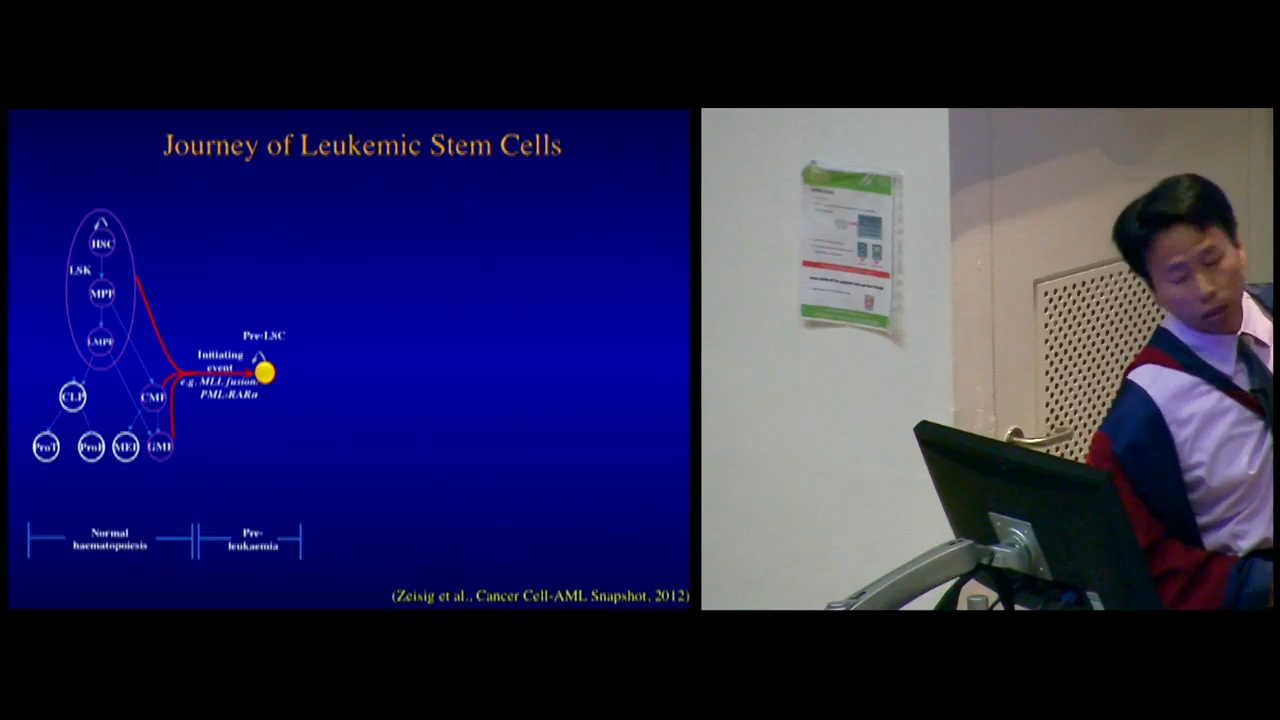 Journey of Leukemic Stem Cells
HSC
LSK
MPP
LMPP
Pre-LSC
Initiating
event
e.g. MLL fusion,
PML-RARα
CLP
CMP
ProT
ProB
MEP
GMP
Normal
haematopoiesis
Pre-
leukaemia
(Zeisig et al., Cancer Cell-AML Snapshot, 2012)